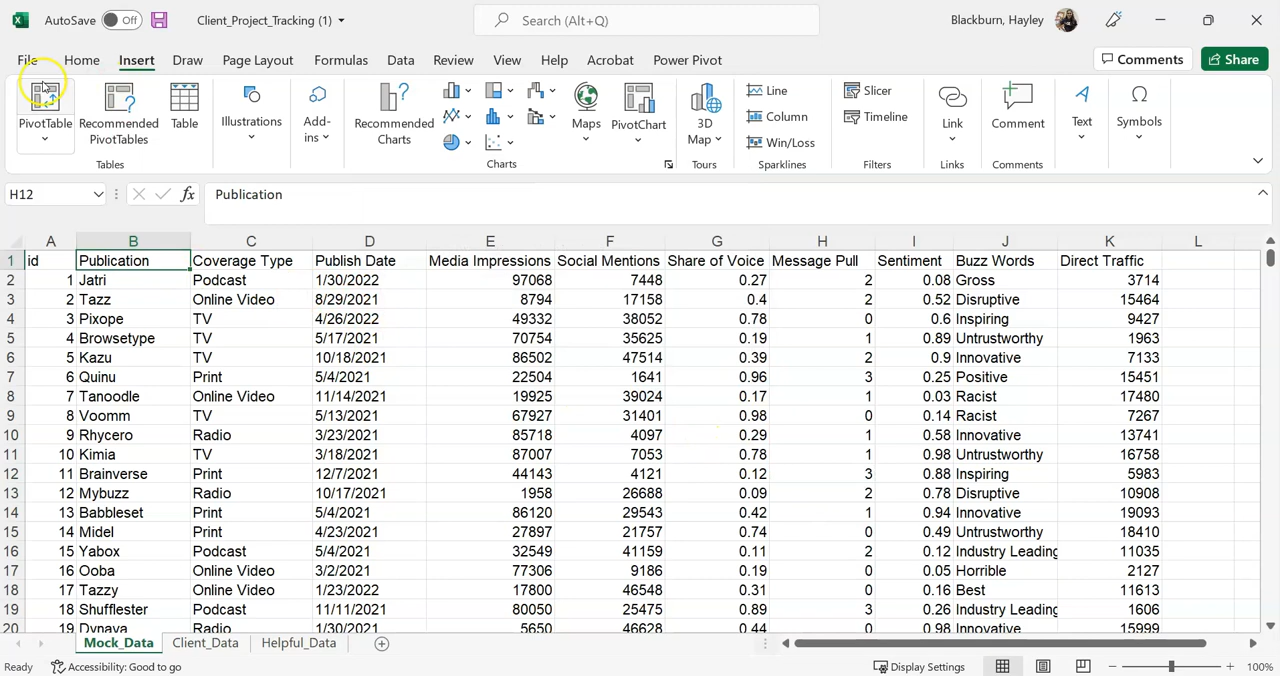 AutoSave Off Client_Project_Tracking (1) Search (Alt+Q) Blackburn, Hayley
File Home Insert Draw Page Layout Formulas Data Review View Help Acrobat Power Pivot Comments Share
PivotTable Recommended PivotTables Table Illustrations Add-ins Recommended Charts Maps PivotChart 3D Map Line Column Win/Loss Slicer Timeline Link Comment Text Symbols
Tables Charts Tours Sparklines Filters Links Comments
H12 fx Publication
A B C D E F G H I J K L
1 id Publication Coverage Type Publish Date Media Impressions Social Mentions Share of Voice Message Pull Sentiment Buzz Words Direct Traffic
2 1 Jatri Podcast 1/30/2022 97068 7448 0.27 2 0.08 Gross 3714
3 2 Tazz Online Video 8/29/2021 8794 17158 0.4 2 0.52 Disruptive 15464
4 3 Pixope TV 4/26/2022 49332 38052 0.78 0 0.6 Inspiring 9427
5 4 Browsetype TV 5/17/2021 70754 35625 0.19 1 0.89 Untrustworthy 1963
6 5 Kazu TV 10/18/2021 86502 47514 0.39 2 0.9 Innovative 7133
7 6 Quinu Print 5/4/2021 22504 1641 0.96 3 0.25 Positive 15451
8 7 Tanoodle Online Video 11/14/2021 19925 39024 0.17 1 0.03 Racist 17480
9 8 Voomm TV 5/13/2021 67927 31401 0.98 0 0.14 Racist 7267
10 9 Rhycero Radio 3/23/2021 85718 4097 0.29 1 0.58 Innovative 13741
11 10 Kimia TV 3/18/2021 87007 7053 0.78 1 0.98 Untrustworthy 16758
12 11 Brainverse Print 12/7/2021 44143 4121 0.12 3 0.88 Inspiring 5983
13 12 Mybuzz Radio 10/17/2021 1958 26688 0.09 2 0.78 Disruptive 10908
14 13 Babbleset Print 5/4/2021 86120 29543 0.42 1 0.94 Innovative 19093
15 14 Midel Print 4/23/2021 27897 21757 0.74 0 0.49 Untrustworthy 18410
16 15 Yabox Podcast 5/4/2021 32549 41159 0.11 2 0.12 Industry Leading 11035
17 16 Ooba Online Video 3/2/2021 77306 9186 0.19 0 0.05 Horrible 2127
18 17 Tazzy Online Video 1/23/2022 17800 46548 0.31 0 0.16 Best 11613
19 18 Shufflester Podcast 11/11/2021 80050 25475 0.89 3 0.26 Industry Leading 1606
20 19 Dynava Radio 1/30/2021 5650 46628 0.44 0 0.98 Innovative 15999
Mock_Data Client_Data Helpful_Data
Ready Accessibility: Good to go Display Settings 100%